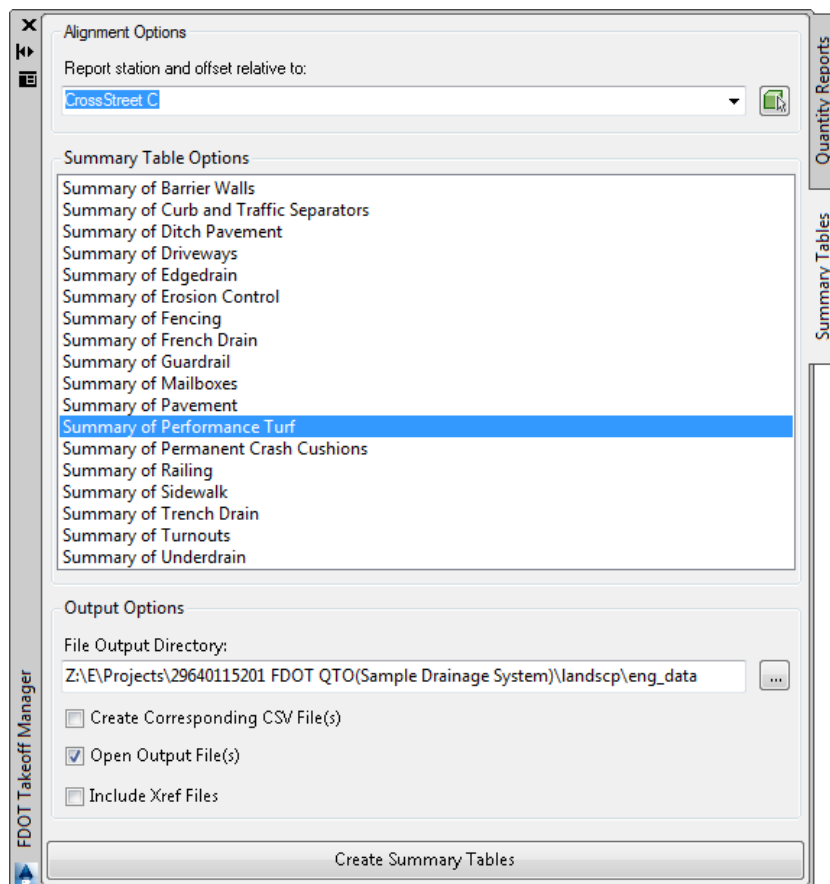 Alignment Options
Report station and offset relative to:
CrossStreet C
Summary Table Options
Summary of Barrier Walls
Summary of Curb and Traffic Separators
Summary of Ditch Pavement
Summary of Driveways
Summary of Edgedrain
Summary of Erosion Control
Summary of Fencing
Summary of French Drain
Summary of Guardrail
Summary of Mailboxes
Summary of Pavement
Summary of Performance Turf
Summary of Permanent Crash Cushions
Summary of Railing
Summary of Sidewalk
Summary of Trench Drain
Summary of Turnouts
Summary of Underdrain
Output Options
File Output Directory:
Z:\E\Projects\29640115201 FDOT QTO(Sample Drainage System)\landscp\eng_data
...
Create Corresponding CSV File(s)
Open Output File(s)
Include Xref Files
Create Summary Tables
Quantity Reports
Summary Tables
FDOT Takeoff Manager